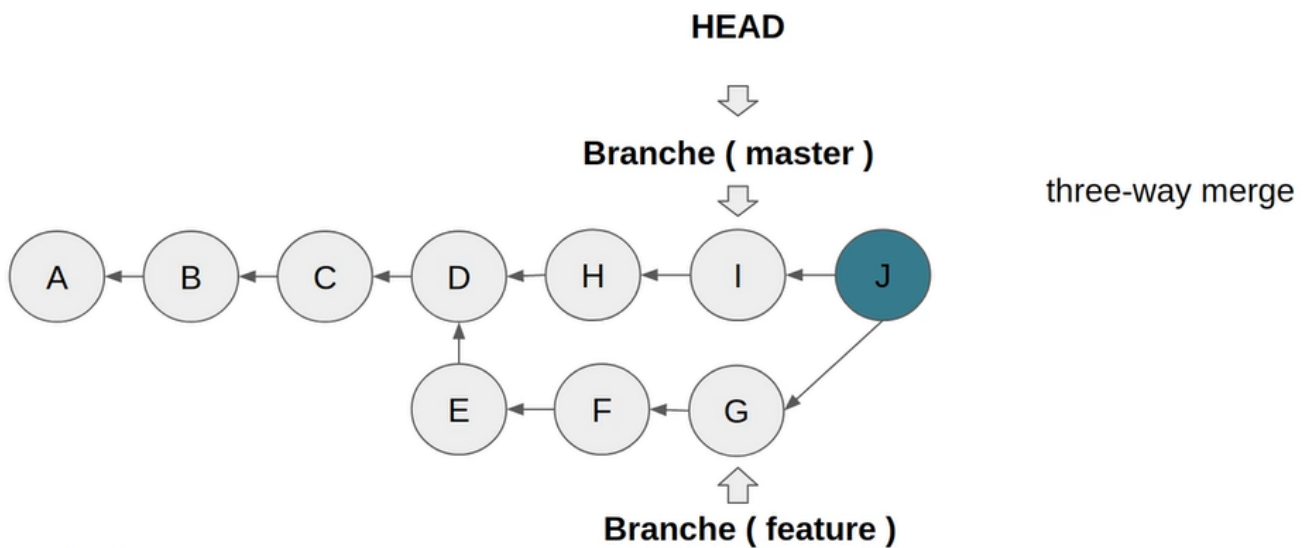 HEAD
Branche ( master )
three-way merge
A B C D H I J
E F G
Branche ( feature )